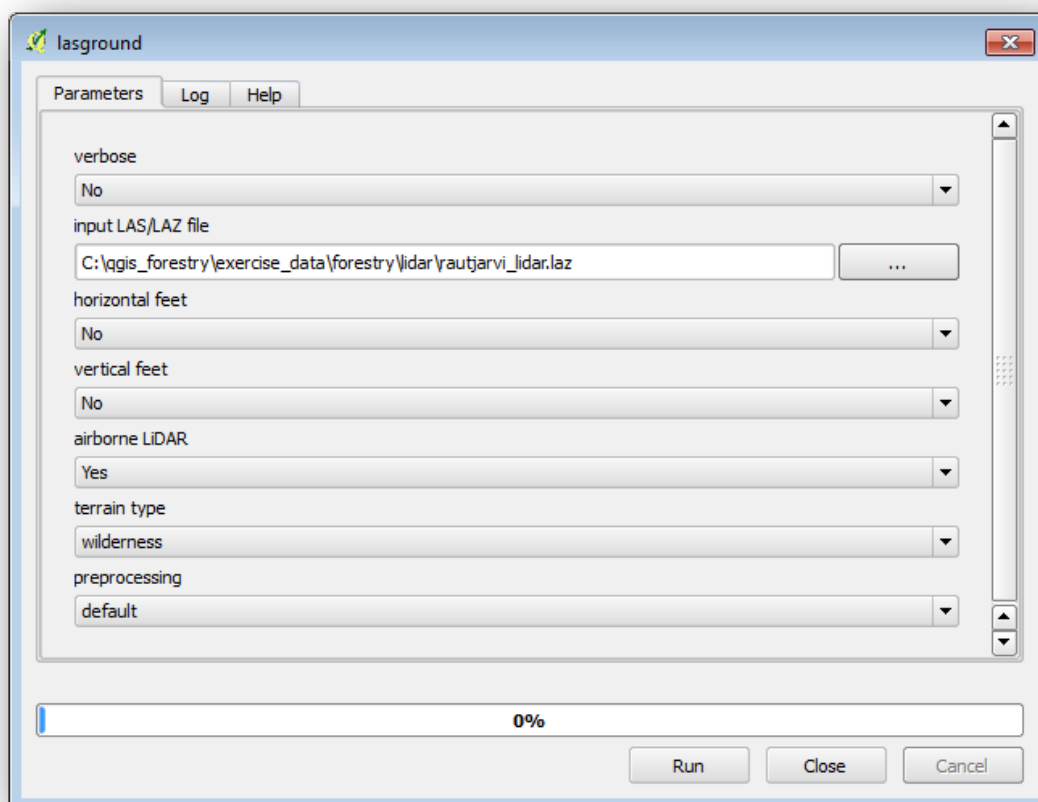 lasground
Parameters Log Help
verbose
No
input LAS/LAZ file
C:\qgis_forestry\exercise_data\forestry\lidar\rautjarvi_lidar.laz ...
horizontal feet
No
vertical feet
No
airborne LiDAR
Yes
terrain type
wilderness
preprocessing
default
0%
Run Close Cancel